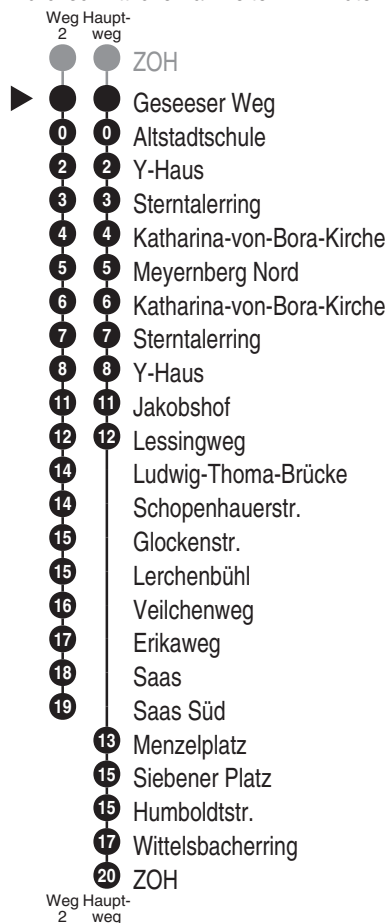 Weg Haupt-
2 weg
ZOH
Geseeser Weg
0 0 Altstadtschule
2 2 Y-Haus
3 3 Sterntalerring
4 4 Katharina-von-Bora-Kirche
5 5 Meyernberg Nord
6 6 Katharina-von-Bora-Kirche
7 7 Sterntalerring
8 8 Y-Haus
11 11 Jakobshof
12 12 Lessingweg
14 Ludwig-Thoma-Brücke
14 Schopenhauerstr.
15 Glockenstr.
15 Lerchenbühl
16 Veilchenweg
17 Erikaweg
18 Saas
19 Saas Süd
13 Menzelplatz
15 Siebener Platz
15 Humboldtstr.
17 Wittelsbacherring
20 ZOH
Weg Haupt-
2 weg